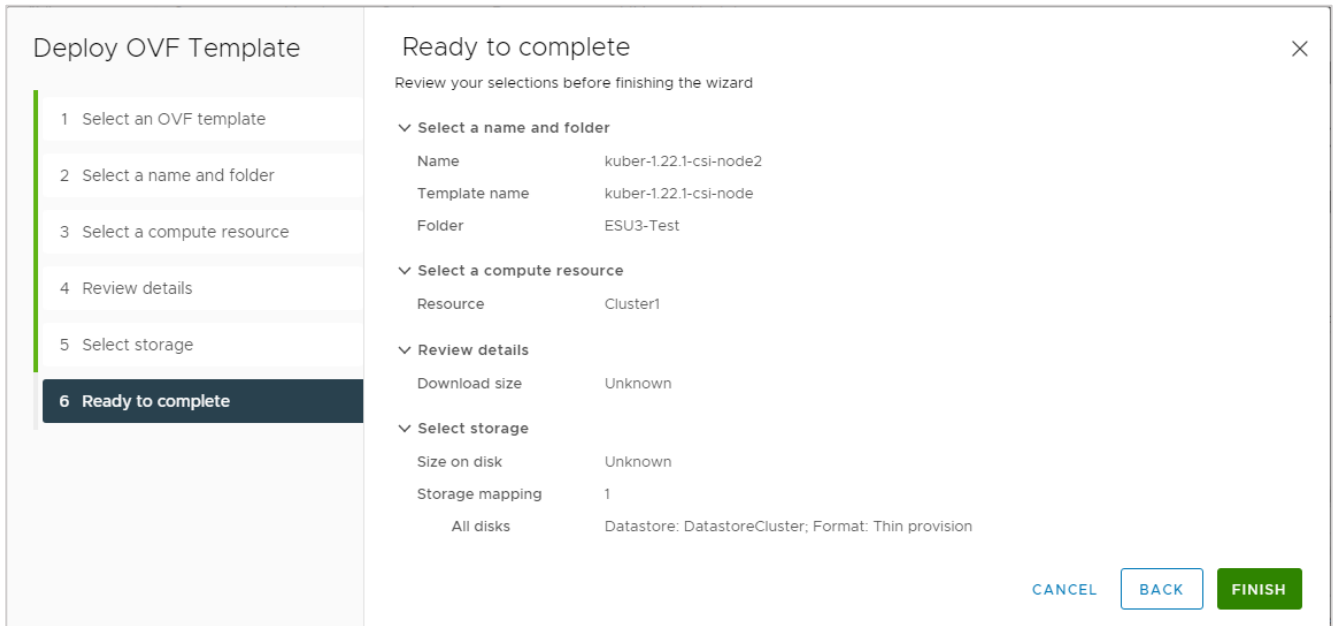 Deploy OVF Template
1 Select an OVF template
2 Select a name and folder
3 Select a compute resource
4 Review details
5 Select storage
6 Ready to complete
Ready to complete
Review your selections before finishing the wizard
Select a name and folder
Name kuber-1.22.1-csi-node2
Template name kuber-1.22.1-csi-node
Folder ESU3-Test
Select a compute resource
Resource Cluster1
Review details
Download size Unknown
Select storage
Size on disk Unknown
Storage mapping 1
All disks Datastore: DatastoreCluster; Format: Thin provision
CANCEL BACK FINISH